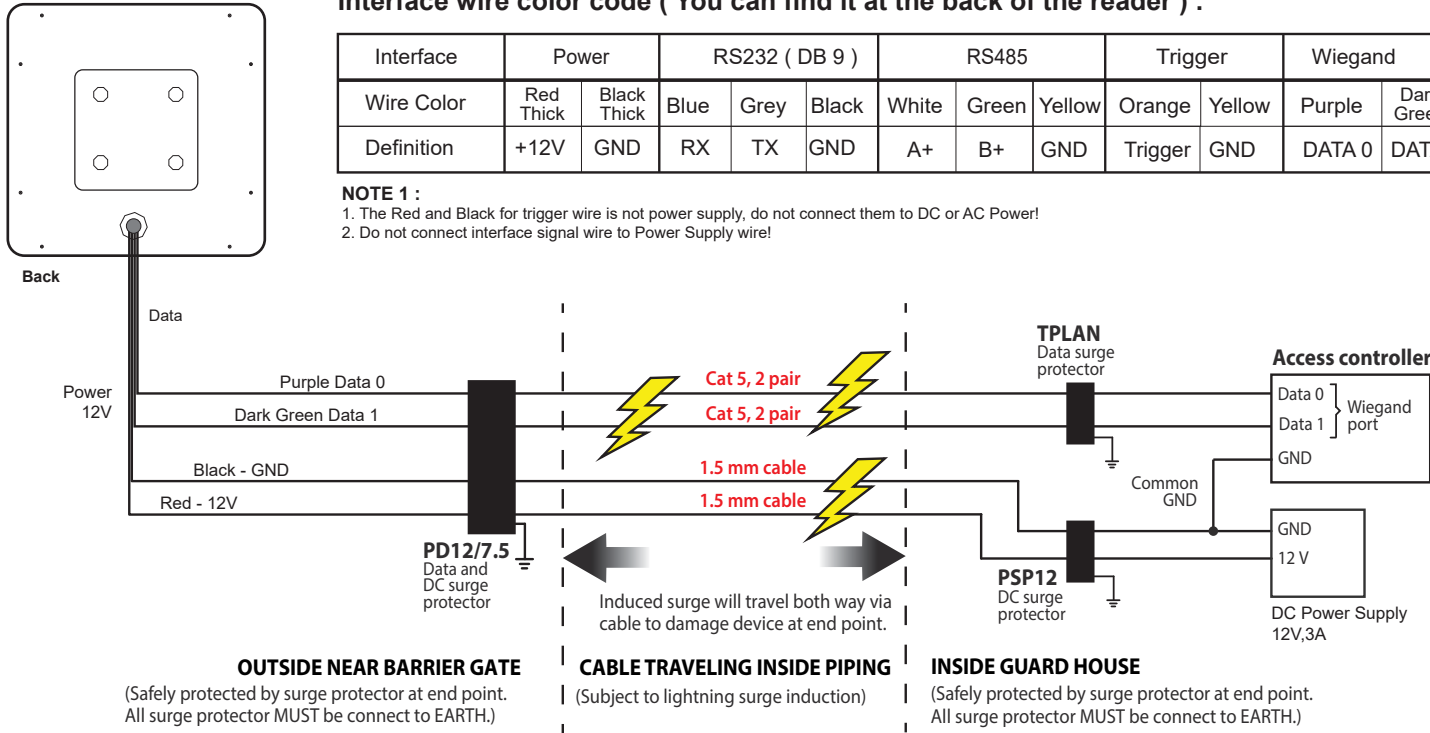 Interface wire color code ( You can find it at the back of the reader ) :
Interface Power RS232 ( DB 9 ) RS485 Trigger Wiegand
Wire Color Red Thick Black Thick Blue Grey Black White Green Yellow Orange Yellow Purple
Definition +12V GND RX TX GND A+ B+ GND Trigger GND DATA 0
NOTE 1 :
1. The Red and Black for trigger wire is not power supply, do not connect them to DC or AC Power!
2. Do not connect interface signal wire to Power Supply wire!
Back
Data
Power
12V
Purple Data 0
Dark Green Data 1
Black - GND
Red - 12V
PD12/7.5
Data and
DC surge
protector
Cat 5, 2 pair
Cat 5, 2 pair
1.5 mm cable
1.5 mm cable
Induced surge will travel both way via
cable to damage device at end point.
TPLAN
Data surge
protector
Access controller
Data 0
Data 1
Wiegand
port
GND
Common
GND
GND
12 V
PSP12
DC surge
protector
DC Power Supply
12V,3A
OUTSIDE NEAR BARRIER GATE
(Safely protected by surge protector at end point.
All surge protector MUST be connect to EARTH.)
CABLE TRAVELING INSIDE PIPING
(Subject to lightning surge induction)
INSIDE GUARD HOUSE
(Safely protected by surge protector at end point.
All surge protector MUST be connect to EARTH.)